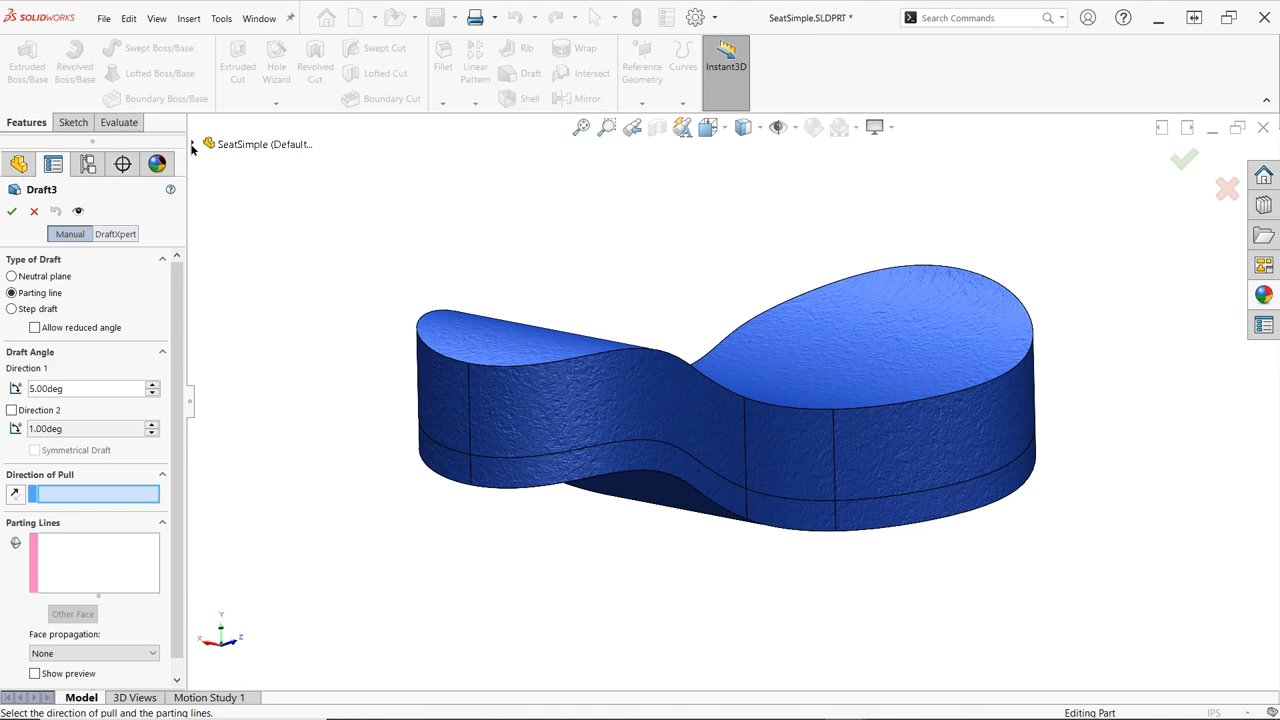 SOLIDWORKS File Edit View Insert Tools Window SeatSimple.SLDPRT * Search Commands
Extruded Boss/Base
Revolved Boss/Base
Swept Boss/Base
Lofted Boss/Base
Boundary Boss/Base
Extruded Cut
Hole Wizard
Revolved Cut
Swept Cut
Lofted Cut
Boundary Cut
Fillet
Linear Pattern
Rib
Draft
Shell
Wrap
Intersect
Mirror
Reference Geometry
Curves
Instant3D
Features Sketch Evaluate
SeatSimple (Default...
Draft3
Manual DraftXpert
Type of Draft
Neutral plane
Parting line
Step draft
Allow reduced angle
Draft Angle
Direction 1
5.00deg
Direction 2
1.00deg
Symmetrical Draft
Direction of Pull
Parting Lines
Other Face
Face propagation:
None
Show preview
Y
X
Z
Model 3D Views Motion Study 1
Select the direction of pull and the parting lines. Editing Part IPS